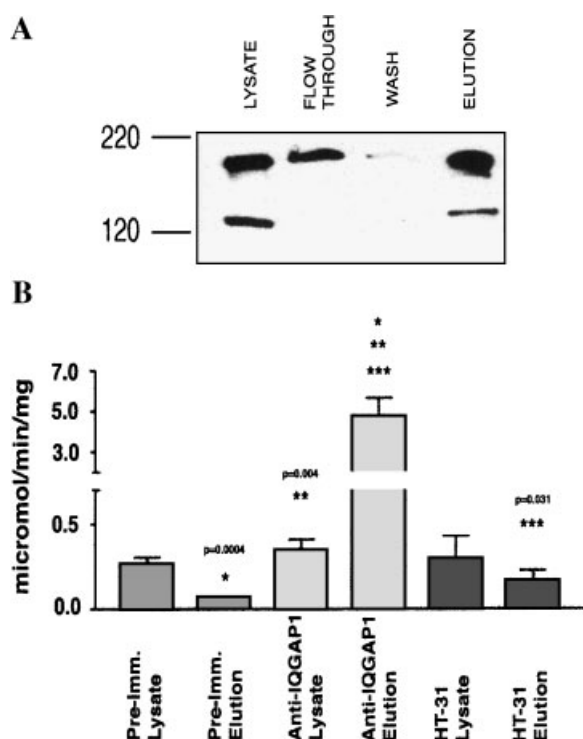 A
LYSATE
FLOW
THROUGH
WASH
ELUTION
220
120
B
*
**
***
7.0
5.0
3.0
0.5
0.0
micromol/min/mg
p=0.0004
*
p=0.004
**
p=0.031
***
Pre-Imm.
Lysate
Pre-Imm.
Elution
Anti-IQGAP1
Lysate
Anti-IQGAP1
Elution
HT-31
Lysate
HT-31
Elution